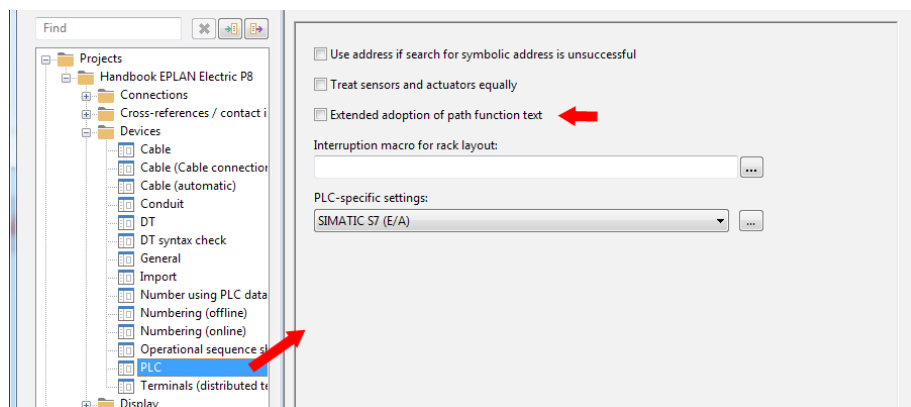 Find
Projects
Handbook EPLAN Electric P8
Connections
Cross-references / contact i
Devices
Cable
Cable (Cable connection
Cable (automatic)
Conduit
DT
DT syntax check
General
Import
Number using PLC data
Numbering (offline)
Numbering (online)
Operational sequence sl
PLC
Terminals (distributed te
Display
Use address if search for symbolic address is unsuccessful
Treat sensors and actuators equally
Extended adoption of path function text
Interruption macro for rack layout:
...
PLC-specific settings:
SIMATIC S7 (E/A)
...